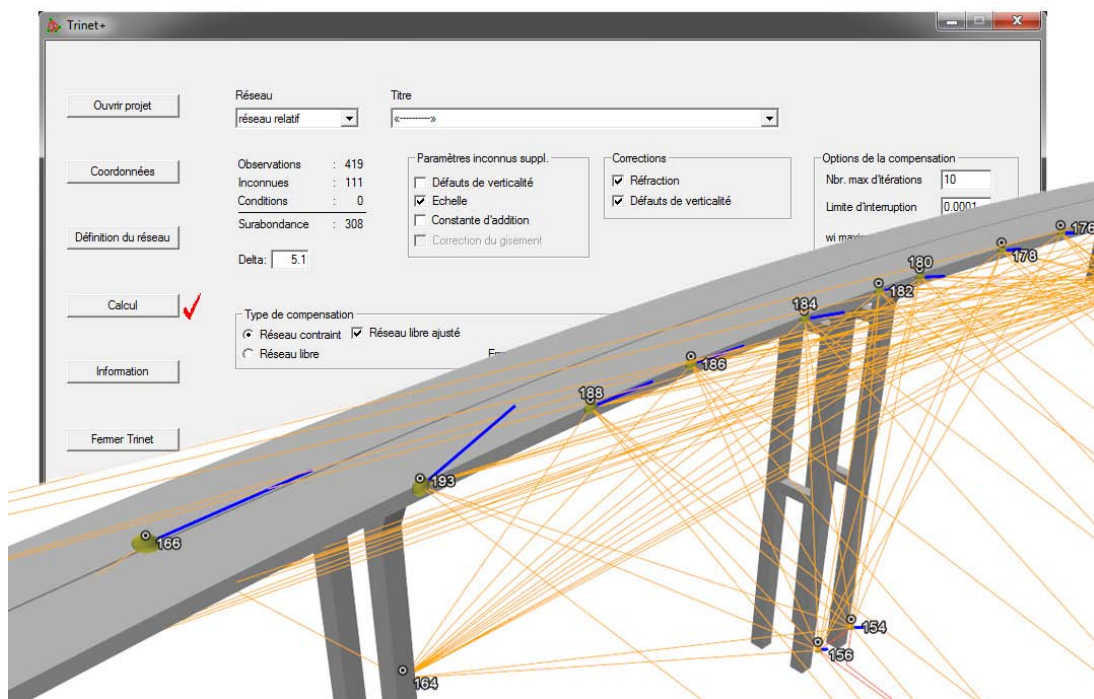 Trinet+
Réseau
Titre
Ouvrir projet
réseau relatif
«----------»
Coordonnées
Observations : 419
Inconnues : 111
Conditions : 0
Surabondance : 308
Paramètres inconnus suppl.
Défauts de verticalité
Echelle
Constante d'addition
Correction du gisement
Corrections
Réfraction
Défauts de verticalité
Options de la compensation
Nbr. max d'itérations 10
Limite d'interruption 0.0001
Définition du réseau
Delta: 5.1
Calcul
Type de compensation
Réseau contraint
Réseau libre ajusté
Réseau libre
Information
Fermer Trinet
176
178
180
182
184
186
188
193
166
154
156
164